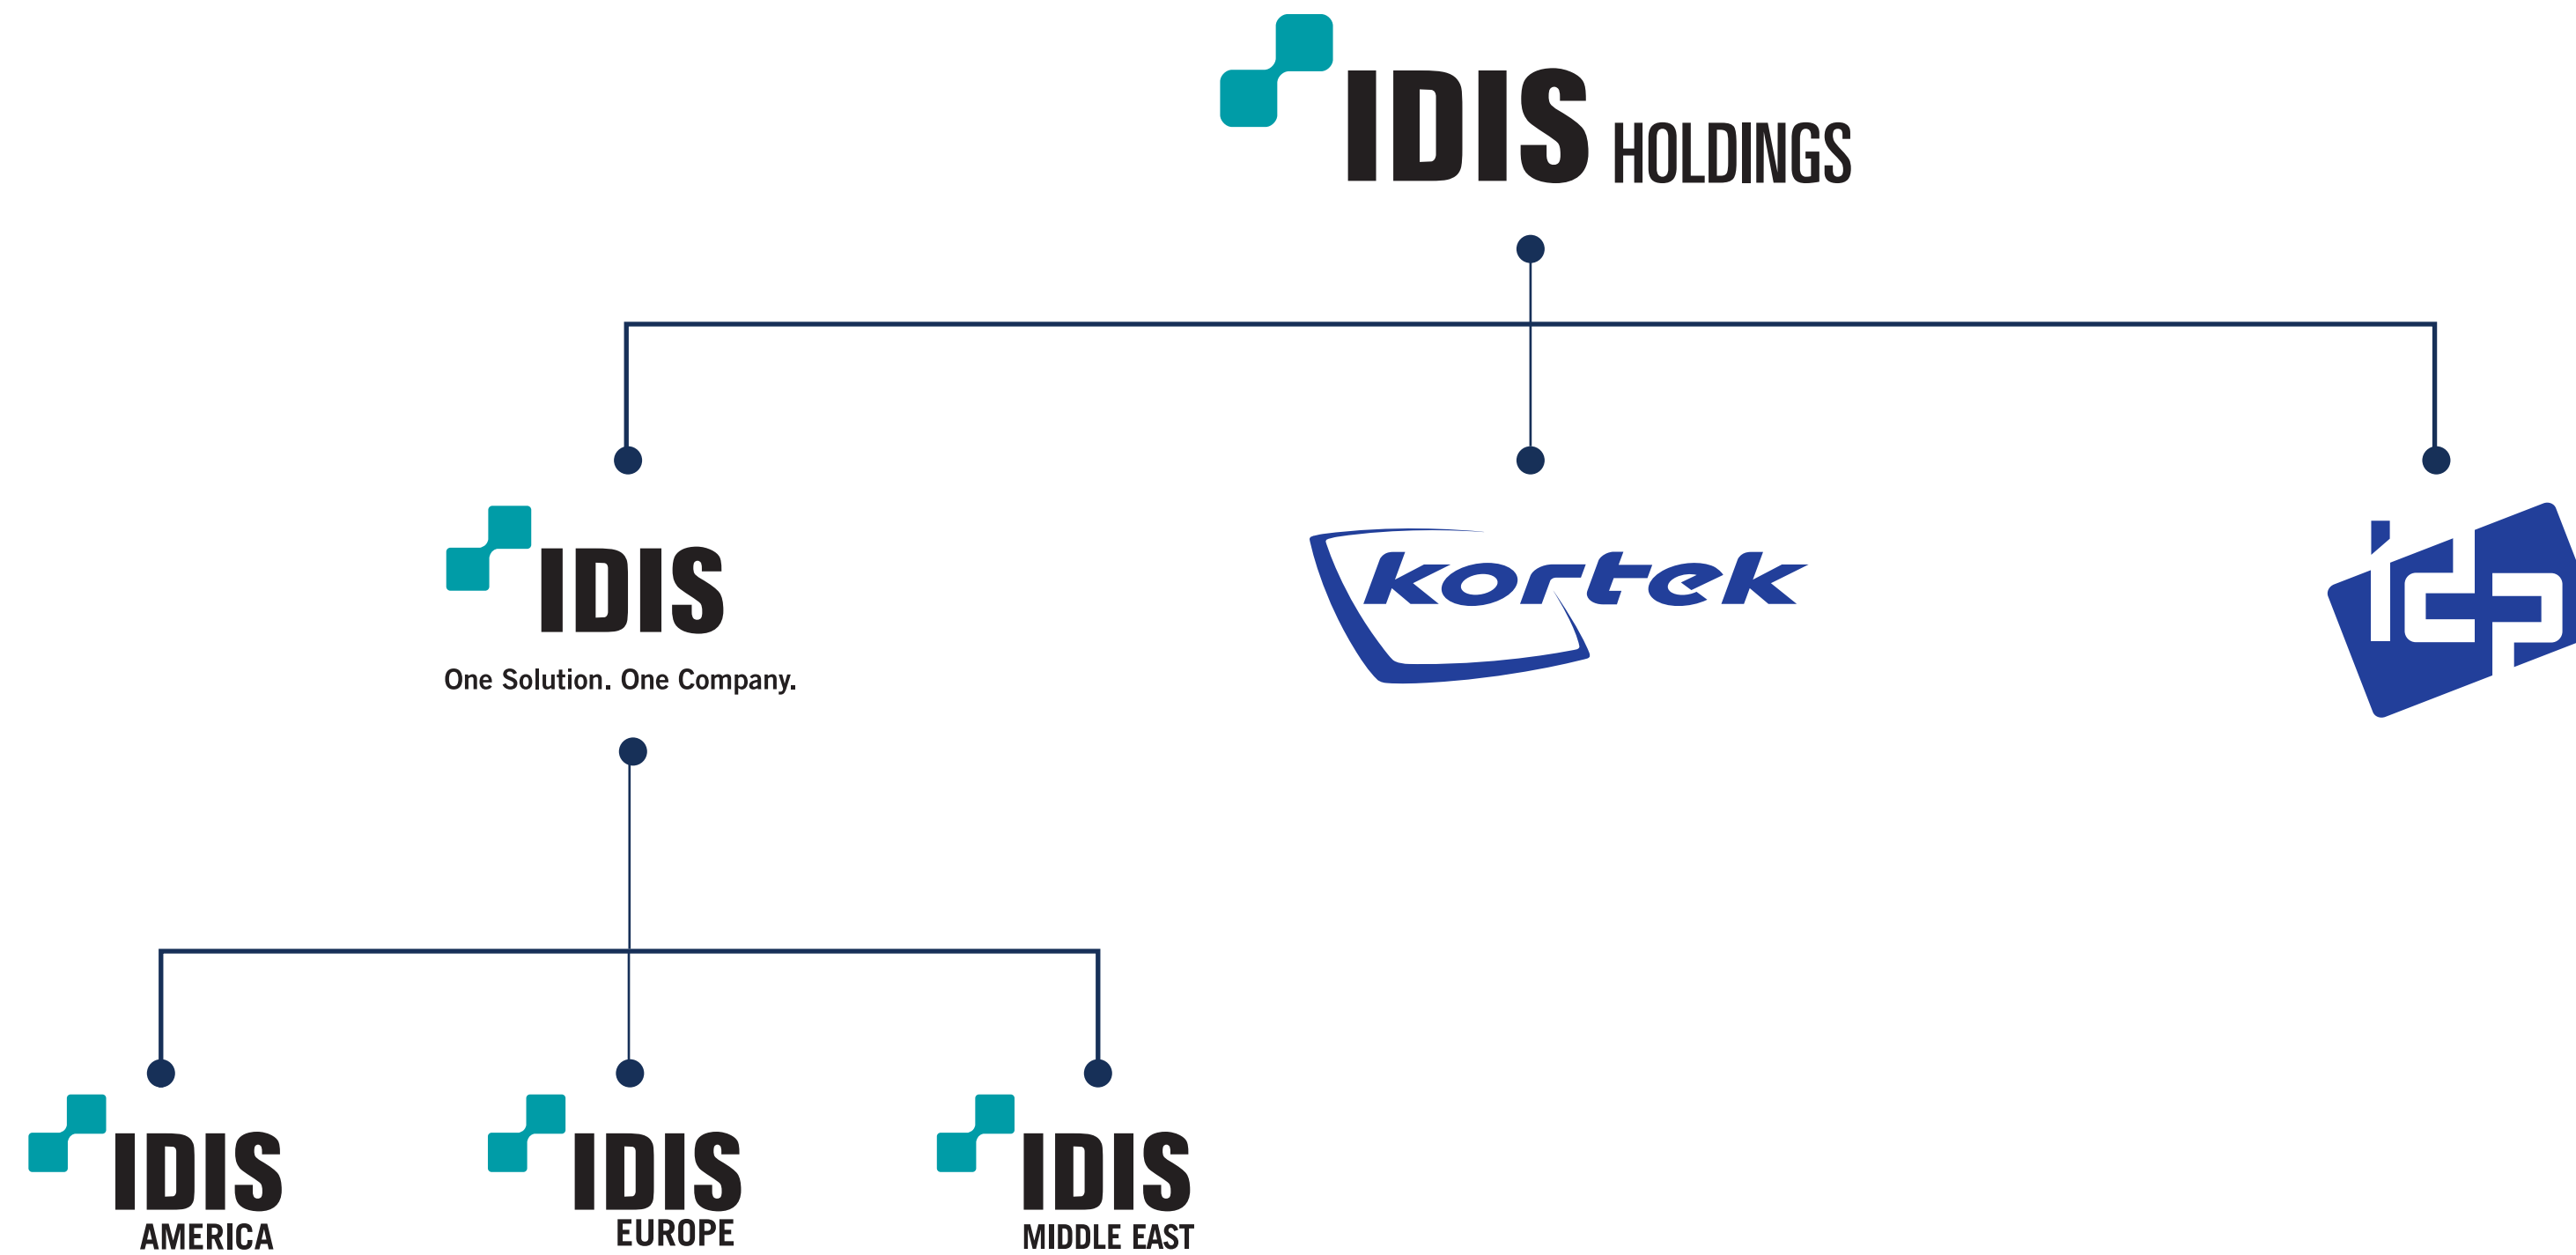 IDIS HOLDINGS
IDIS
One Solution. One Company.
kortek
idp
IDIS
AMERICA
IDIS
EUROPE
IDIS
MIDDLE EAST